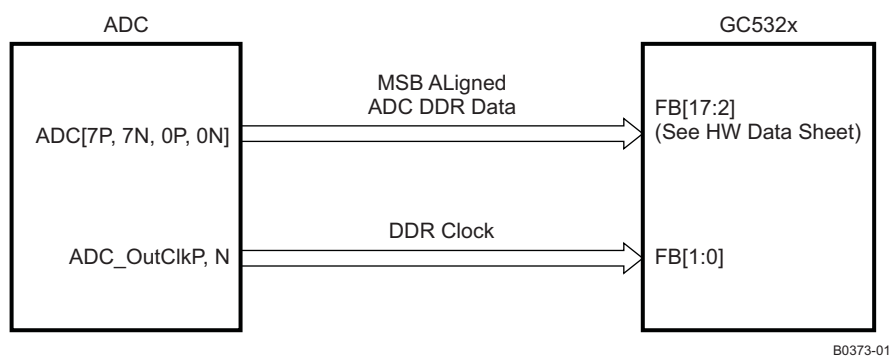 ADC
GC532x
MSB ALigned
ADC DDR Data
FB[17:2]
(See HW Data Sheet)
ADC[7P, 7N, 0P, 0N]
DDR Clock
ADC_OutClkP, N
FB[1:0]
B0373-01